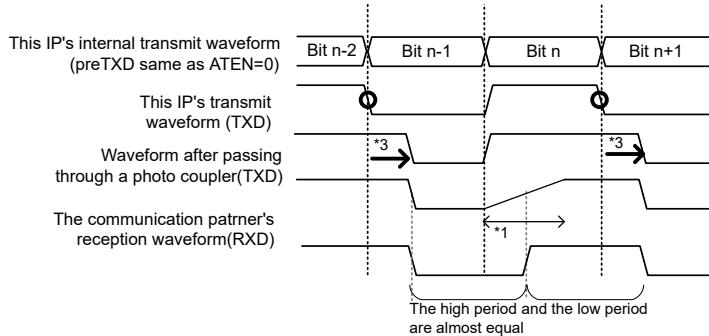 This IP's internal transmit waveform
(preTXD same as ATEN=0)
Bit n-2
Bit n-1
Bit n
Bit n+1
This IP's transmit
waveform (TXD)
*3
*3
Waveform after passing
through a photo coupler(TXD)
The communication patrner's
reception waveform(RXD)
*1
The high period and the low period
are almost equal